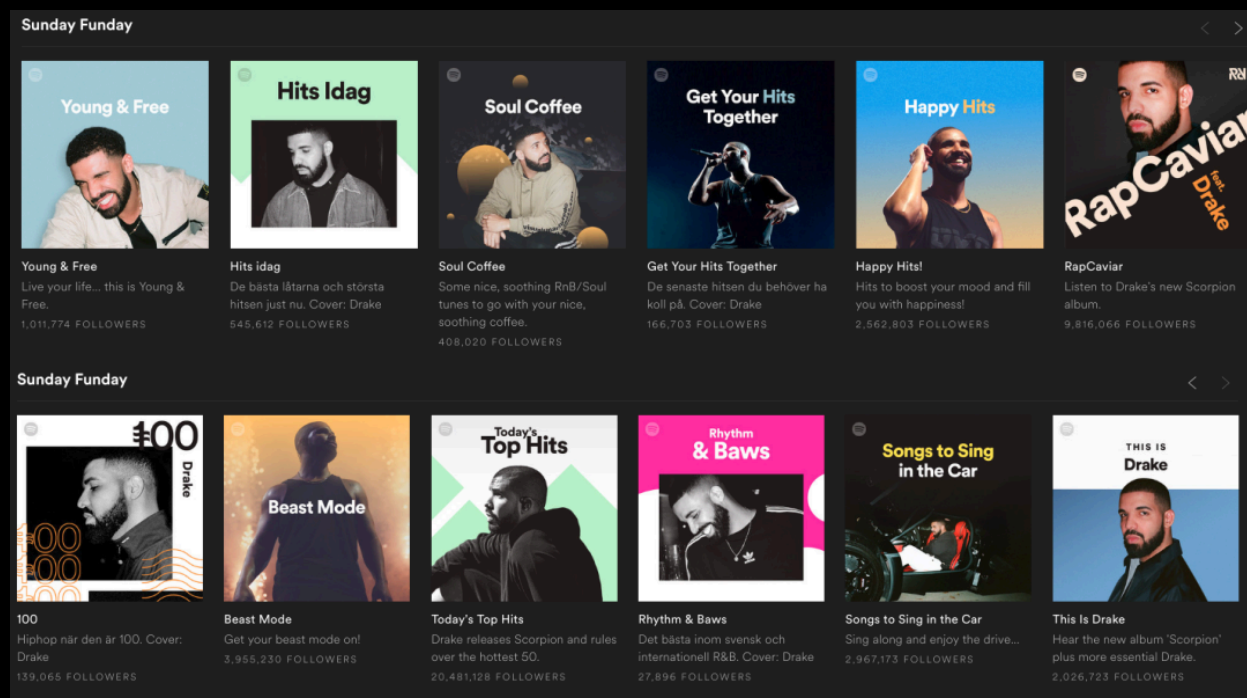 Sunday Funday
Young & Free
Hits Idag
Soul Coffee
Get Your Hits
Together
Happy Hits
RapCaviar
feat.
Drake
Young & Free
Live your life... this is Young &
Free.
1,011,774 FOLLOWERS
Hits idag
De bästa låtarna och största
hitsen just nu. Cover: Drake
545,612 FOLLOWERS
Soul Coffee
Some nice, soothing RnB/Soul
tunes to go with your nice,
soothing coffee.
408,020 FOLLOWERS
Get Your Hits Together
De senaste hitsen du behöver ha
koll på. Cover: Drake
166,703 FOLLOWERS
Happy Hits!
Hits to boost your mood and fill
you with happiness!
2,562,803 FOLLOWERS
RapCaviar
Listen to Drake's new Scorpion
album.
9,816,066 FOLLOWERS
Sunday Funday
100
Drake
100
100
Beast Mode
Today's
Top Hits
Rhythm
& Baws
Songs to Sing
in the Car
THIS IS
Drake
100
Hiphop när den är 100. Cover:
Drake
139,065 FOLLOWERS
Beast Mode
Get your beast mode on!
3,955,230 FOLLOWERS
Today's Top Hits
Drake releases Scorpion and rules
over the hottest 50.
20,481,128 FOLLOWERS
Rhythm & Baws
Det bästa inom svensk och
internationell R&B. Cover: Drake
27,896 FOLLOWERS
Songs to Sing in the Car
Sing along and enjoy the drive...
2,967,173 FOLLOWERS
This Is Drake
Hear the new album 'Scorpion'
plus more essential Drake.
2,026,723 FOLLOWERS